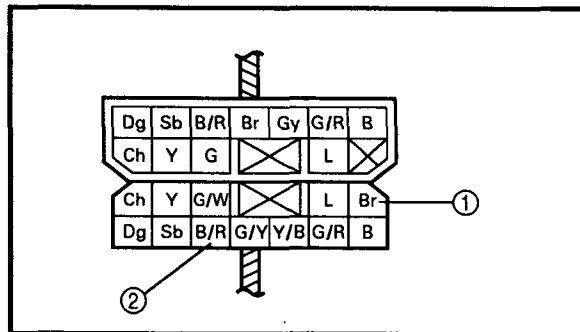 Dg Sb B/R Br Gy G/R B
Ch Y G L
Ch Y G/W L Br
①
Dg Sb B/R G/Y Y/B G/R B
②